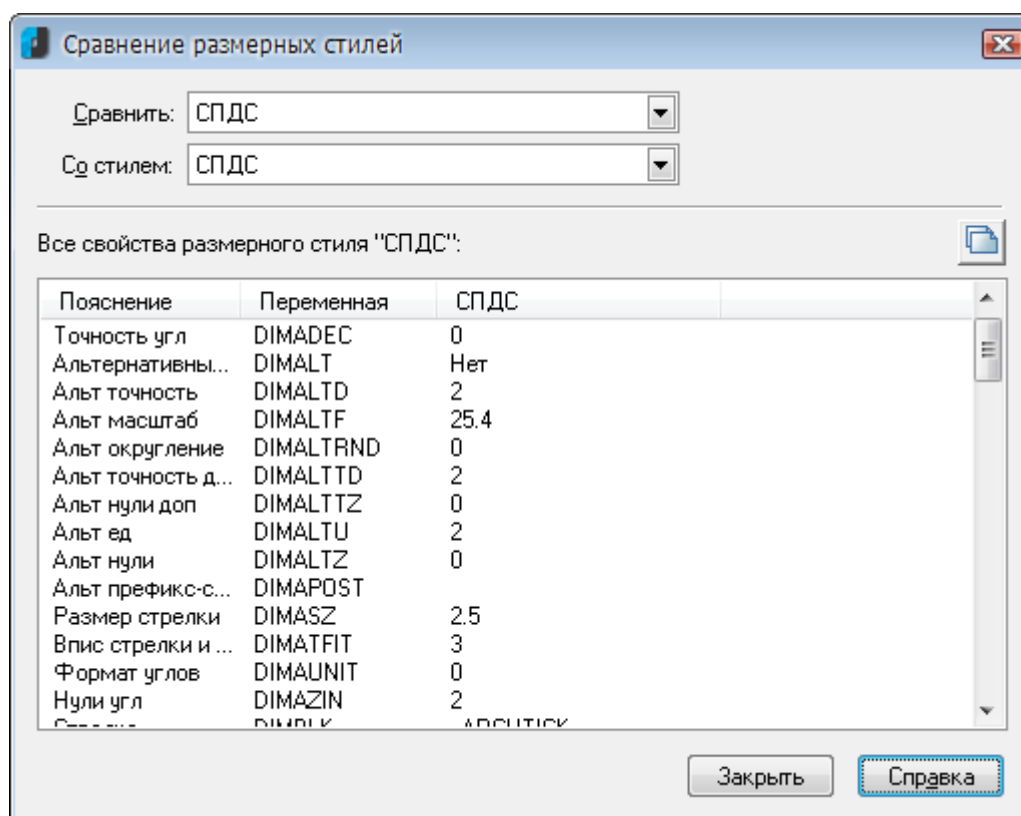 Сравнение размерных стилей
Сравнить: СПДС
Со стилем: СПДС
Все свойства размерного стиля "СПДС":
Пояснение Переменная СПДС
Точность угл DIMADEC 0
Альтернативны... DIMALT Нет
Альт точность DIMALTD 2
Альт масштаб DIMALTF 25.4
Альт округление DIMALTRND 0
Альт точность д... DIMALTTD 2
Альт нули доп DIMALTTZ 0
Альт ед DIMALTU 2
Альт нули DIMALTZ 0
Альт префикс-с... DIMAPOST
Размер стрелки DIMASZ 2.5
Впис стрелки и ... DIMATFIT 3
Формат углов DIMAUNIT 0
Нули угл DIMAZIN 2
DIMBLK _ARCHTICK
Закрыть Справка